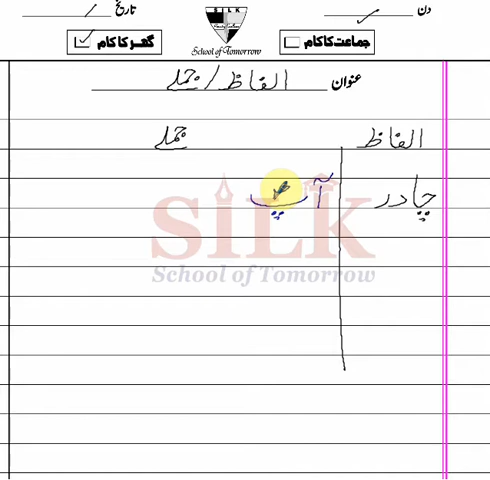 دن تاریخ
SILK
School of Tomorrow
جماعت کا کام گھر کا کام
عنوان الفاظ / جملے
الفاظ جملے
چادر آپ
SiLK
School of Tomorrow